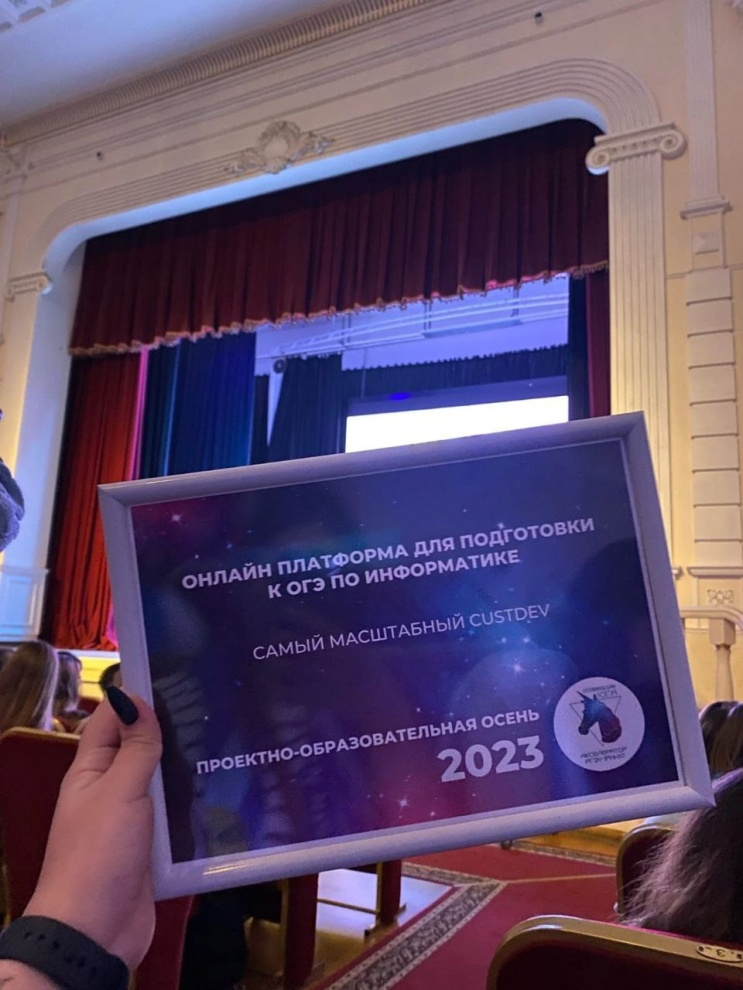 ОНЛАЙН ПЛАТФОРМА ДЛЯ ПОДГОТОВКИ
К ОГЭ ПО ИНФОРМАТИКЕ
САМЫЙ МАСШТАБНЫЙ CUSTDEV
ПРОЕКТНО-ОБРАЗОВАТЕЛЬНАЯ ОСЕНЬ
2023
АКСЕЛЕРАТОР